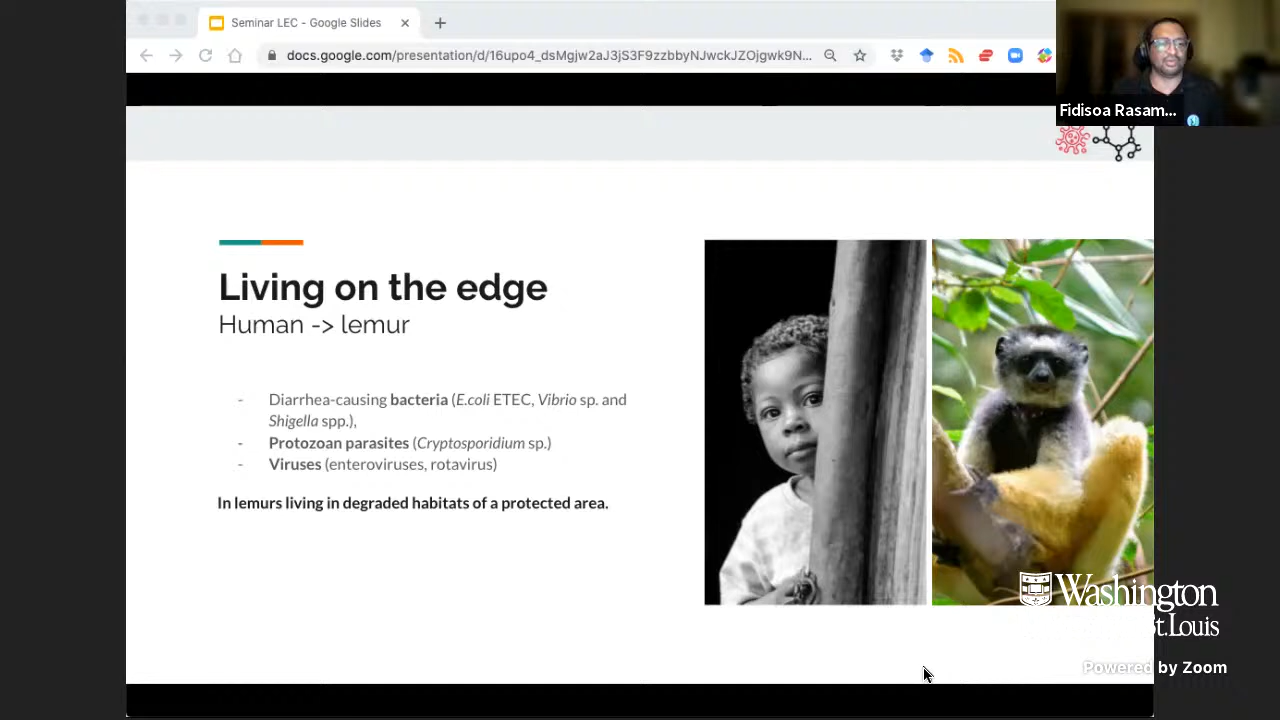 Seminar LEC - Google Slides
docs.google.com/presentation/d/16upo4_dsMgjw2aJ3jS3F9zzbbyNJwckJZOjgwk9N...
Fidisoa Rasam...
Living on the edge
Human -> lemur
- Diarrhea-causing bacteria (E.coli ETEC, Vibrio sp. and
Shigella spp.),
- Protozoan parasites (Cryptosporidium sp.)
- Viruses (enteroviruses, rotavirus)
In lemurs living in degraded habitats of a protected area.
Washington
St.Louis
Powered by Zoom